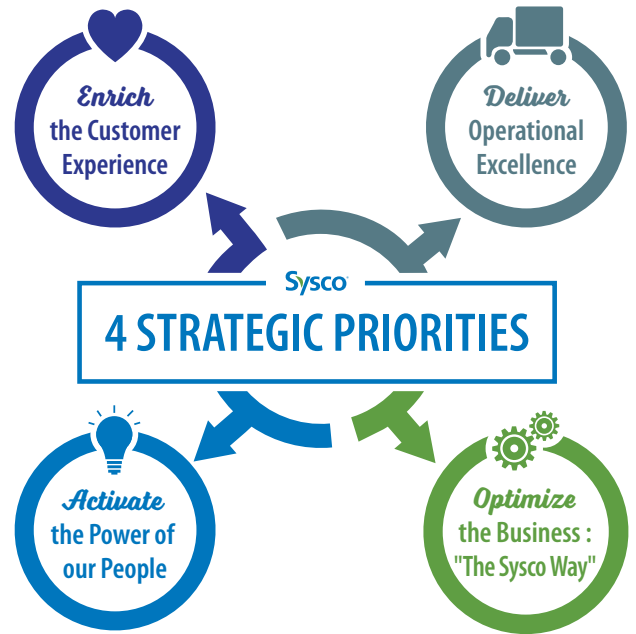 Enrich
the Customer
Experience
Deliver
Operational
Excellence
Sysco
4 STRATEGIC PRIORITIES
Activate
the Power of
our People
Optimize
the Business :
"The Sysco Way"